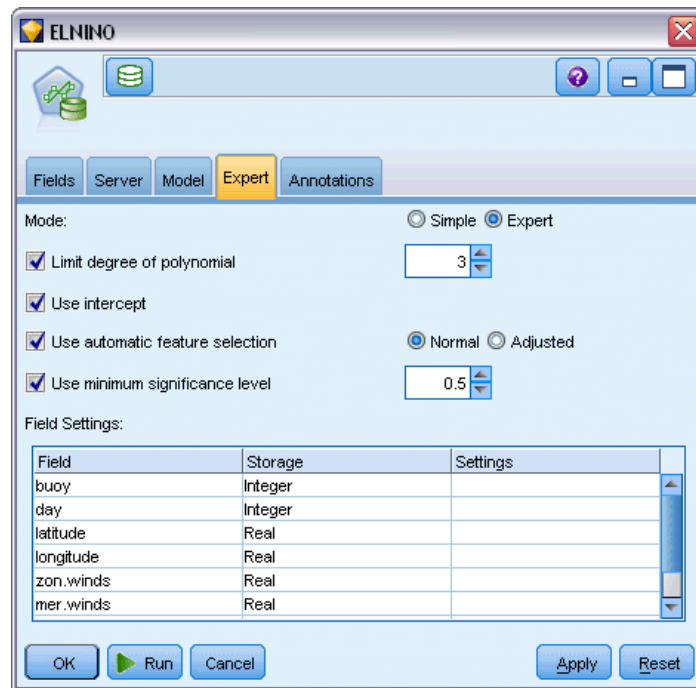 ELNINO
Fields Server Model Expert Annotations
Mode: Simple Expert
Limit degree of polynomial 3
Use intercept
Use automatic feature selection Normal Adjusted
Use minimum significance level 0.5
Field Settings:
Field Storage Settings
buoy Integer
day Integer
latitude Real
longitude Real
zon.winds Real
mer.winds Real
OK Run Cancel Apply Reset